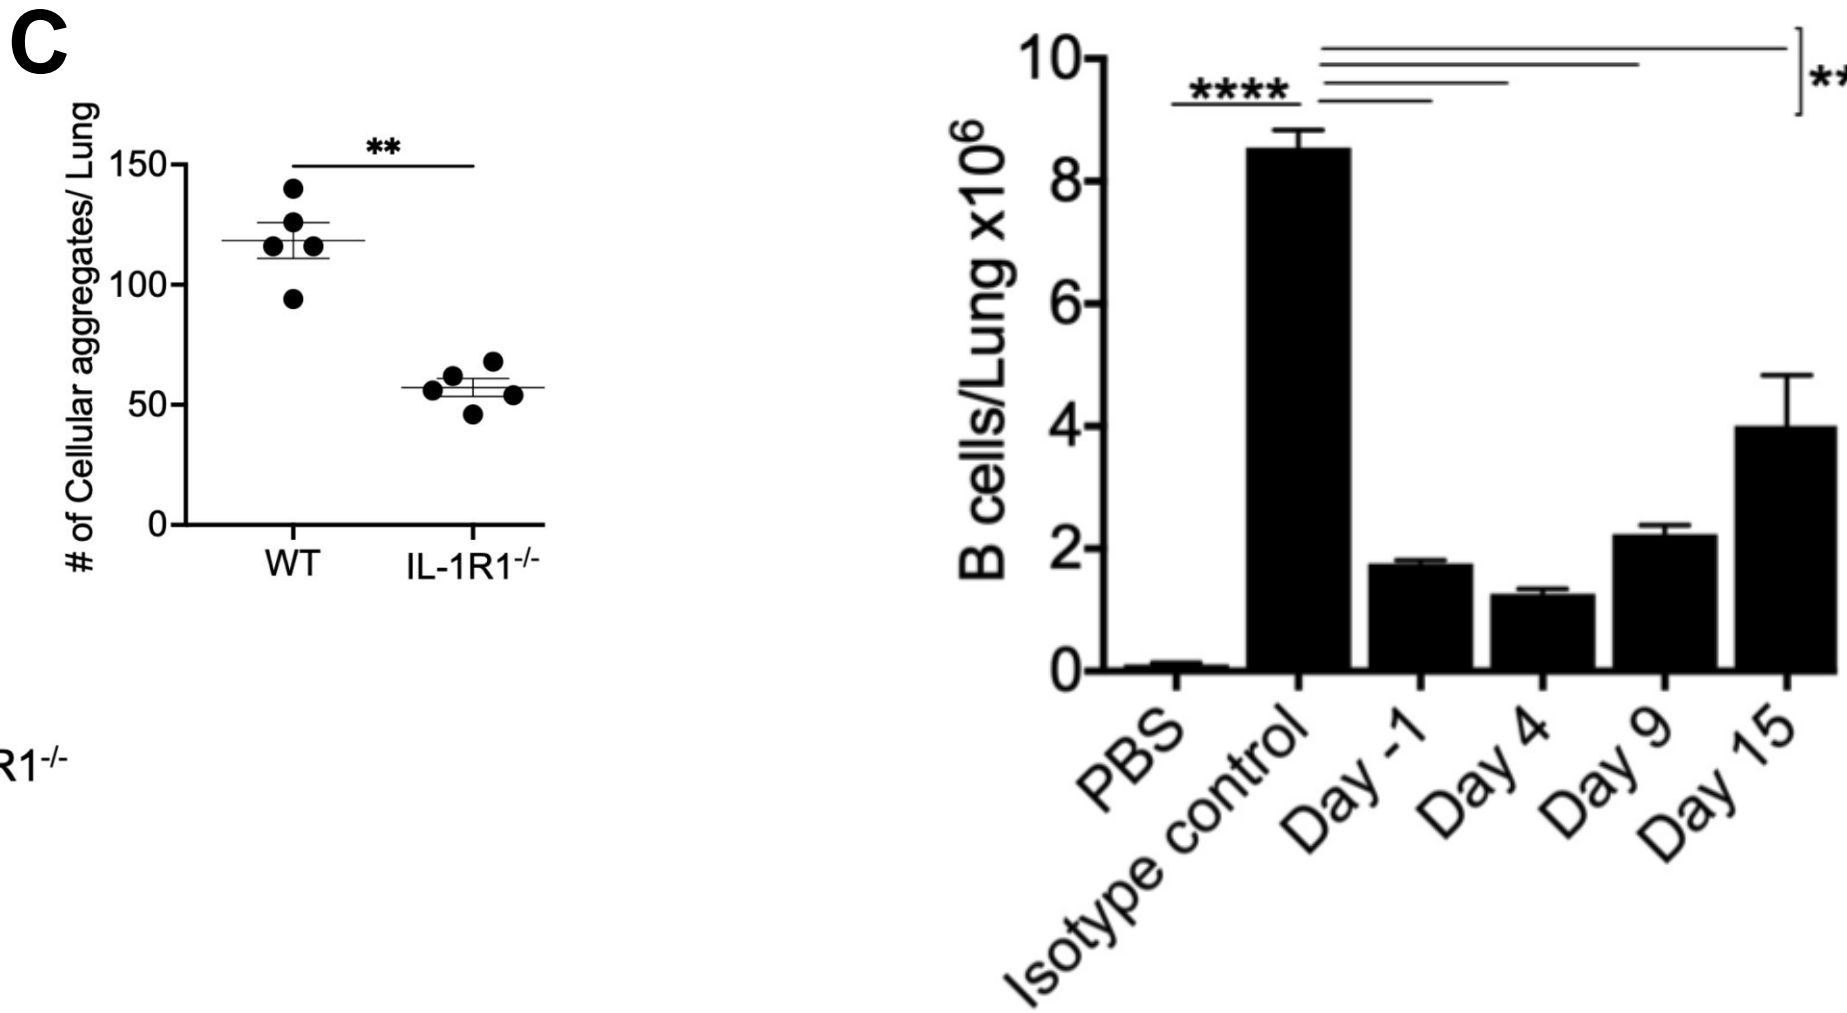 C
# of Cellular aggregates/ Lung
150
100
50
0
**
WT
IL-1R1-/-
R1-/-
B cells/Lung x10⁶
10
8
6
4
2
0
****
**
PBS
Isotype control
Day -1
Day 4
Day 9
Day 15